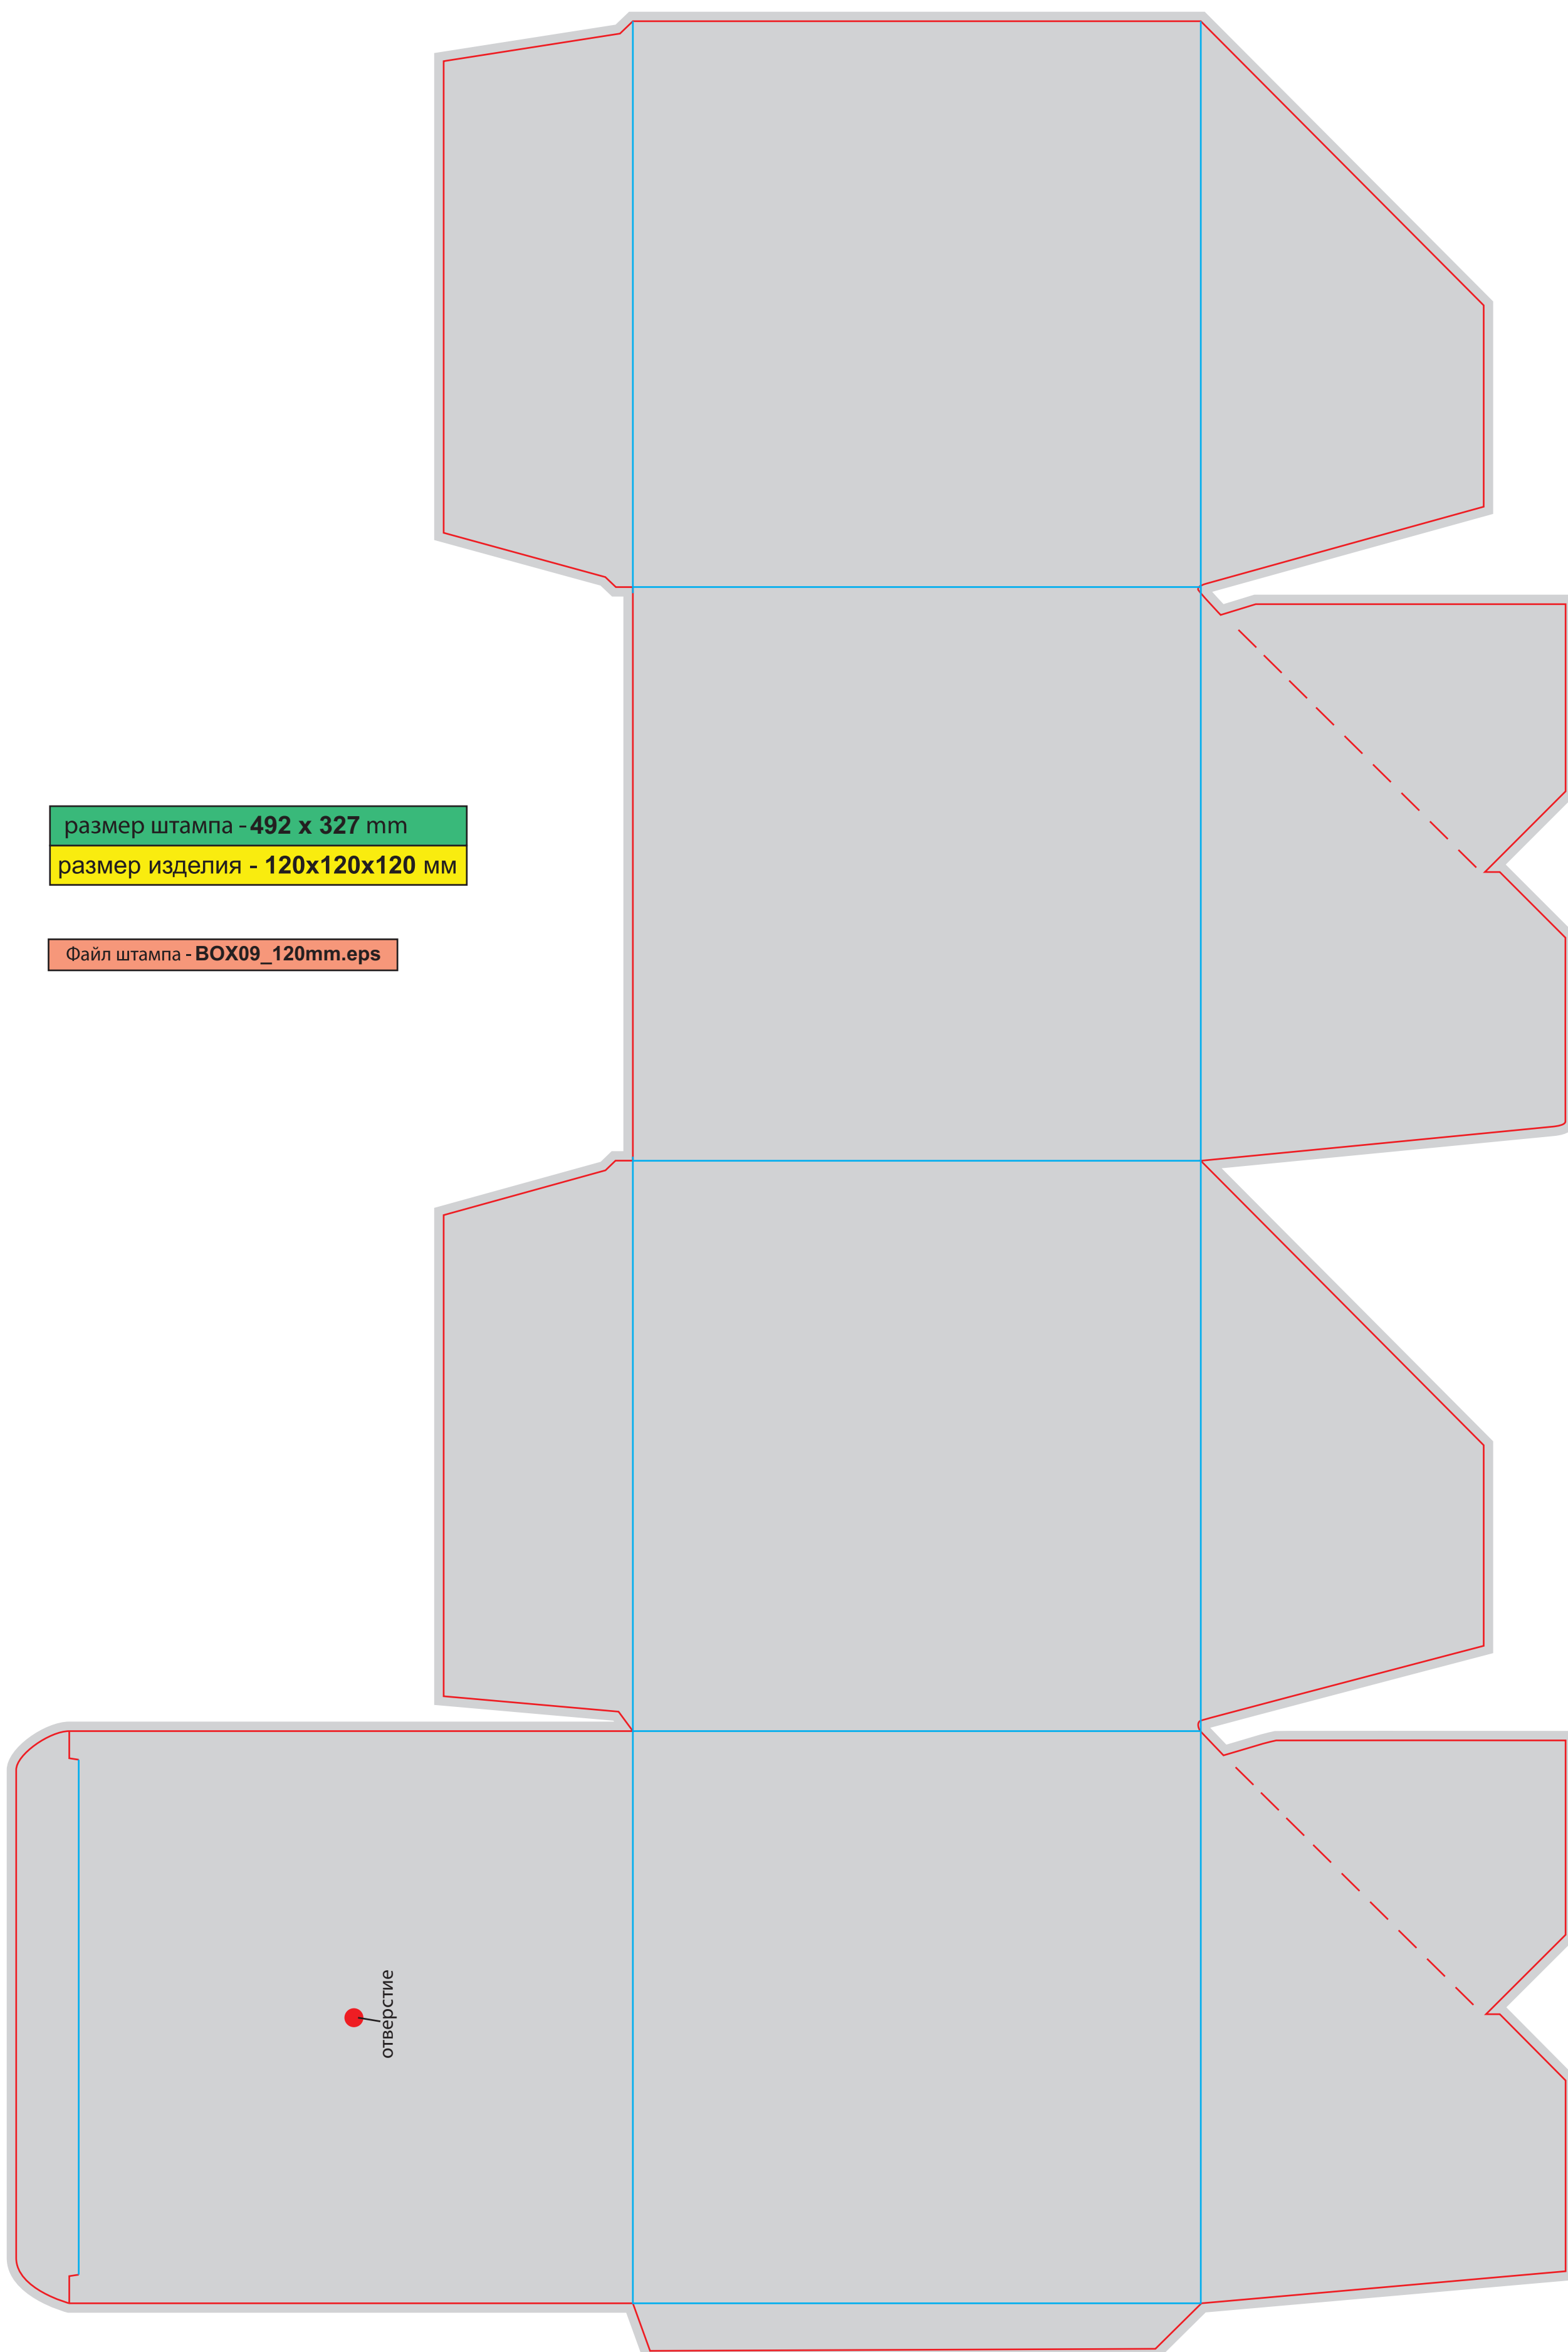 размер штампа - 492 x 327 mm
размер изделия - 120x120x120 мм
Файл штампа - BOX09_120mm.eps
отверстие